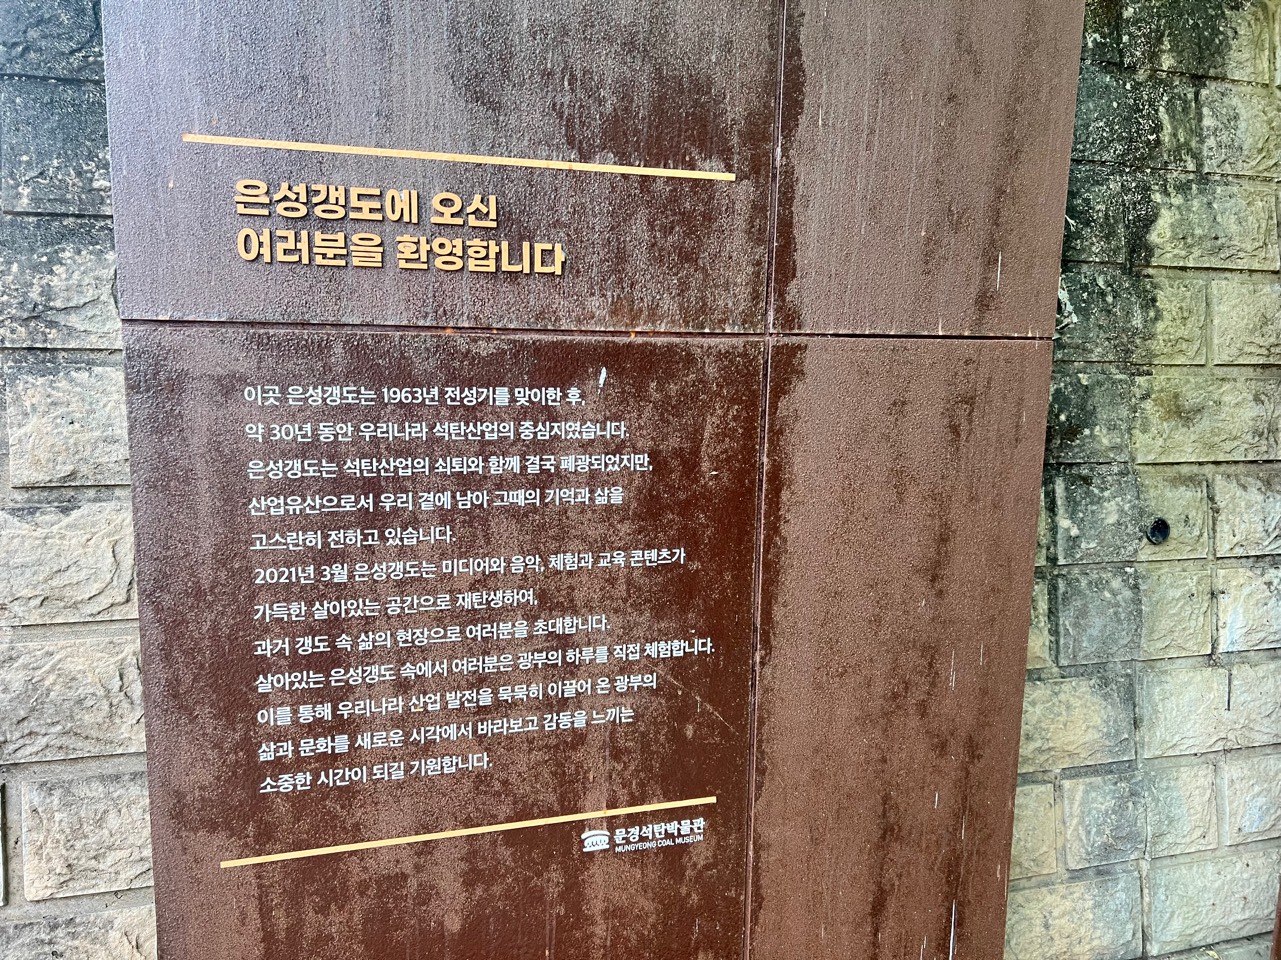 은성갱도에 오신
여러분을 환영합니다
이곳 은성갱도는 1963년 전성기를 맞이한 후,
약 30년 동안 우리나라 석탄산업의 중심지였습니다.
은성갱도는 석탄산업의 쇠퇴와 함께 결국 폐광되었지만,
산업유산으로서 우리 곁에 남아 그때의 기억과 삶을
고스란히 전하고 있습니다.
2021년 3월 은성갱도는 미디어와 음악, 체험과 교육 콘텐츠가
가득한 살아있는 공간으로 재탄생하여,
과거 갱도 속 삶의 현장으로 여러분을 초대합니다.
살아있는 은성갱도 속에서 여러분은 광부의 하루를 직접 체험합니다.
이를 통해 우리나라 산업 발전을 묵묵히 이끌어 온 광부의
삶과 문화를 새로운 시각에서 바라보고 감동을 느끼는
소중한 시간이 되길 기원합니다.
문경석탄박물관
MUNGYEONG COAL MUSEUM